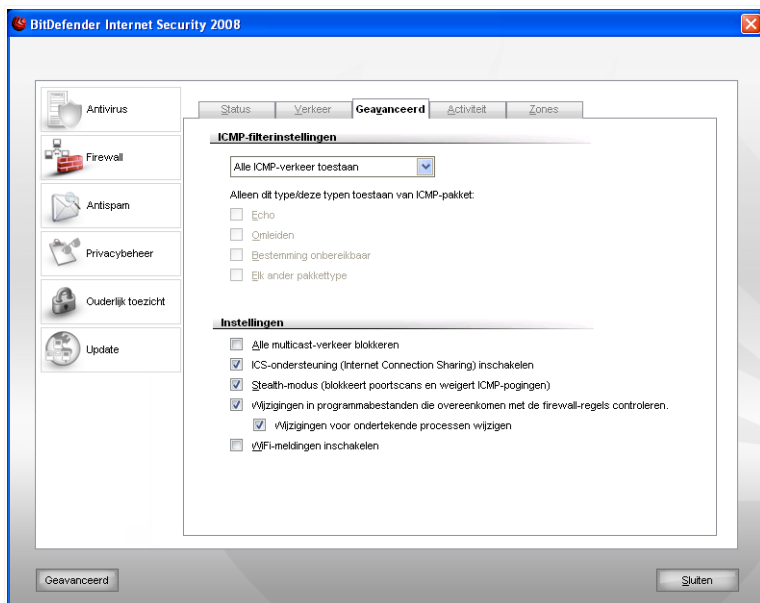 BitDefender Internet Security 2008
Antivirus
Firewall
Antispam
Privacybeheer
Ouderlijk toezicht
Update
Status Verkeer Geavanceerd Activiteit Zones
ICMP-filterinstellingen
Alle ICMP-verkeer toestaan
Alleen dit type/deze typen toestaan van ICMP-pakket:
Echo
Omleiden
Bestemming onbereikbaar
Elk ander pakkettype
Instellingen
Alle multicast-verkeer blokkeren
ICS-ondersteuning (Internet Connection Sharing) inschakelen
Stealth-modus (blokkeert poortscans en weigert ICMP-pogingen)
Wijzigingen in programmabestanden die overeenkomen met de firewall-regels controleren.
Wijzigingen voor ondertekende processen wijzigen
WiFi-meldingen inschakelen
Geavanceerd
Sluiten